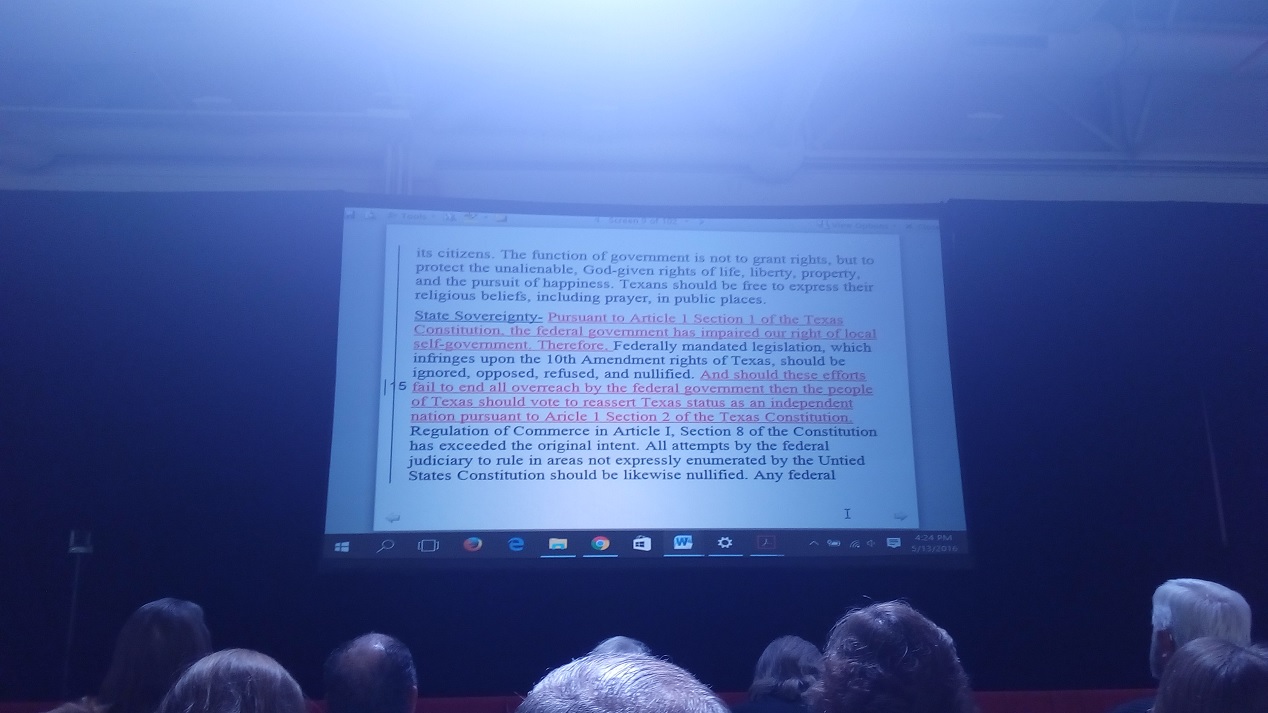 Screen 9 of 106
its citizens. The function of government is not to grant rights, but to
protect the unalienable, God-given rights of life, liberty, property,
and the pursuit of happiness. Texans should be free to express their
religious beliefs, including prayer, in public places.
State Sovereignty- Pursuant to Article 1 Section 1 of the Texas
Constitution, the federal government has impaired our right of local
self-government. Therefore, Federally mandated legislation, which
infringes upon the 10th Amendment rights of Texas, should be
ignored, opposed, refused, and nullified. And should these efforts
15 fail to end all overreach by the federal government then the people
of Texas should vote to reassert Texas status as an independent
nation pursuant to Aricle 1 Section 2 of the Texas Constitution.
Regulation of Commerce in Article I, Section 8 of the Constitution
has exceeded the original intent. All attempts by the federal
judiciary to rule in areas not expressly enumerated by the Untied
States Constitution should be likewise nullified. Any federal
4:24 PM
5/13/2016